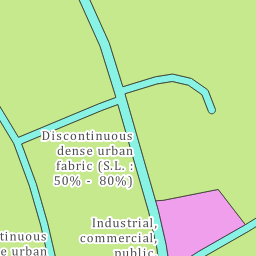 Discontinuous
dense urban
fabric (S.L. :
50% - 80%)
Industrial,
commercial,
public
tinuous
e urban